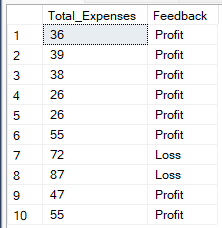 Total_Expenses Feedback
1 36 Profit
2 39 Profit
3 38 Profit
4 26 Profit
5 26 Profit
6 55 Profit
7 72 Loss
8 87 Loss
9 47 Profit
10 55 Profit